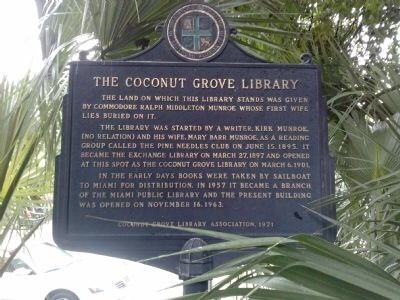 THE COCONUT GROVE LIBRARY
THE LAND ON WHICH THIS LIBRARY STANDS WAS GIVEN
BY COMMODORE RALPH MIDDLETON MUNROE WHOSE FIRST WIFE
LIES BURIED ON IT.
THE LIBRARY WAS STARTED BY A WRITER, KIRK MUNROE,
(NO RELATION) AND HIS WIFE, MARY BARR MUNROE, AS A READING
GROUP CALLED THE PINE NEEDLES CLUB ON JUNE 15, 1895. IT
BECAME THE EXCHANGE LIBRARY ON MARCH 27, 1897 AND OPENED
AT THIS SPOT AS THE COCONUT GROVE LIBRARY ON MARCH 6, 1901.
IN THE EARLY DAYS BOOKS WERE TAKEN BY SAILBOAT
TO MIAMI FOR DISTRIBUTION. IN 1957 IT BECAME A BRANCH
OF THE MIAMI PUBLIC LIBRARY AND THE PRESENT BUILDING
WAS OPENED ON NOVEMBER 16, 1963.
COCONUT GROVE LIBRARY ASSOCIATION, 1971